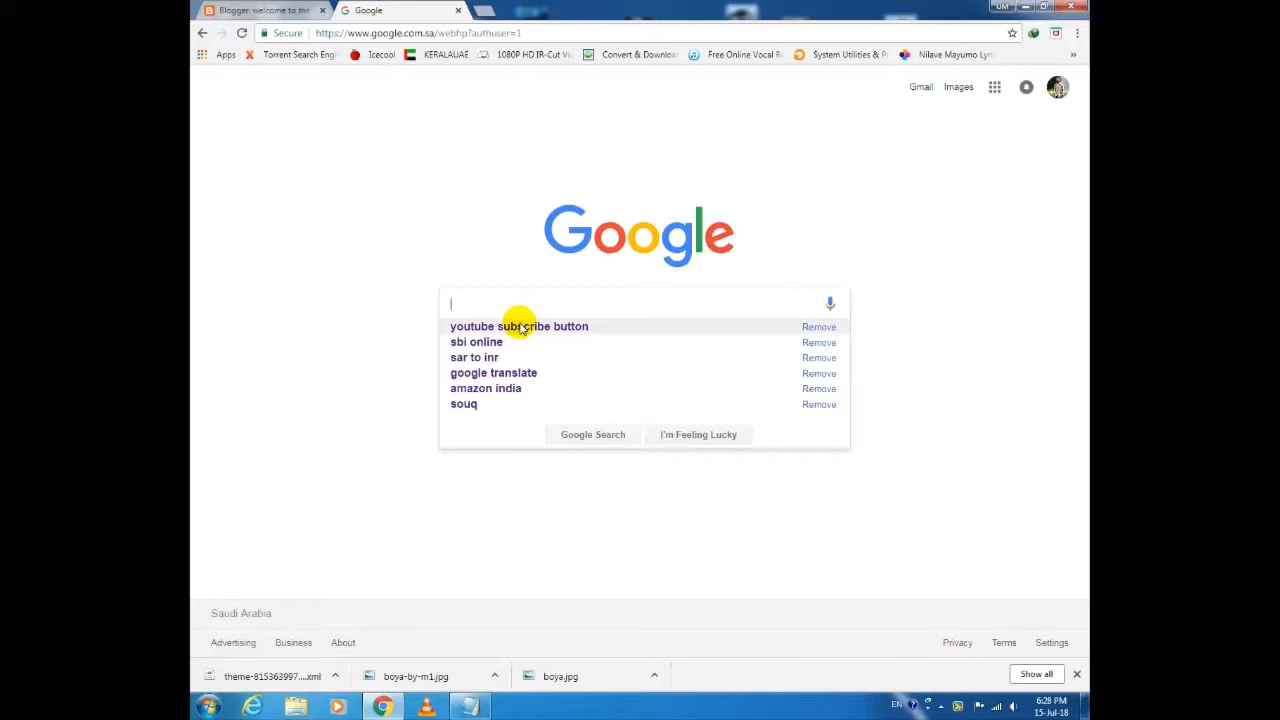 Blogger: welcome to the
Google
UM
Secure
https://www.google.com.sa/webhp?authuser=1
Apps
Torrent Search Engi
Icecool
KERALAUAE
1080P HD IR-Cut Vi
Convert & Downloa
Free Online Vocal R
System Utilities & P
Nilave Mayumo Lyri
»
Gmail
Images
Google
youtube subscribe button
Remove
sbi online
Remove
sar to inr
Remove
google translate
Remove
amazon india
Remove
souq
Remove
Google Search
I'm Feeling Lucky
Saudi Arabia
Advertising
Business
About
Privacy
Terms
Settings
theme-815363997....xml
boya-by-m1.jpg
boya.jpg
Show all
EN
6:28 PM
15-Jul-18